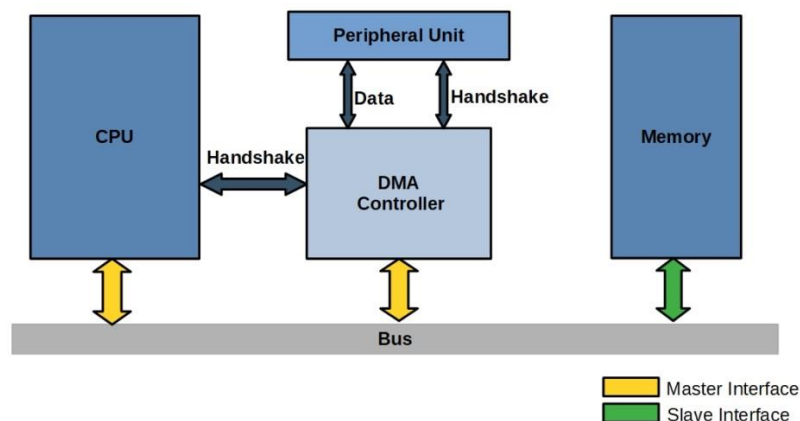 Peripheral Unit
Data
Handshake
CPU
Memory
Handshake
DMA
Controller
Bus
Master Interface
Slave Interface